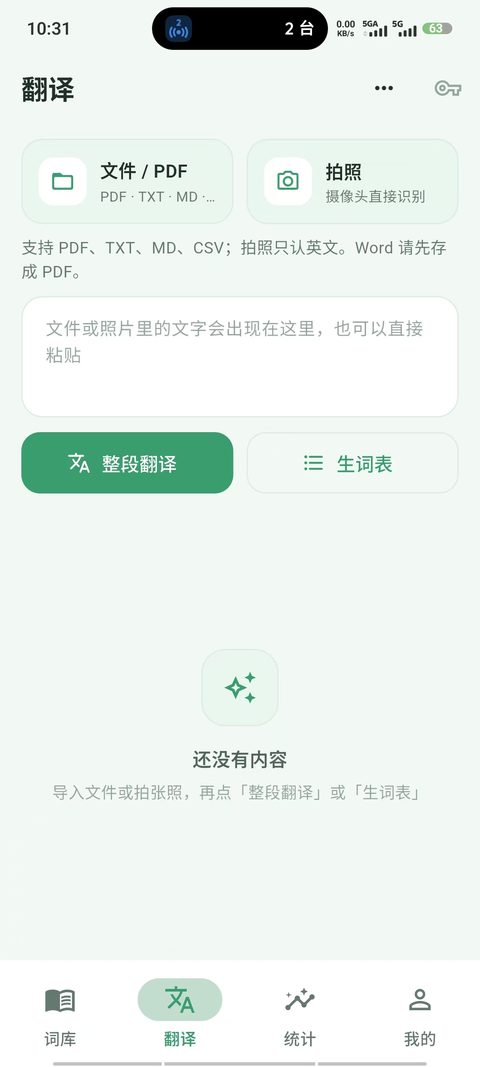 10:31
2
2 台
0.00
KB/s
5GA
5G
63
翻译
文件 / PDF
PDF · TXT · MD ·...
拍照
摄像头直接识别
支持 PDF、TXT、MD、CSV；拍照只认英文。Word 请先存
成 PDF。
文件或照片里的文字会出现在这里，也可以直接
粘贴
整段翻译
生词表
还没有内容
导入文件或拍张照，再点「整段翻译」或「生词表」
词库
翻译
统计
我的